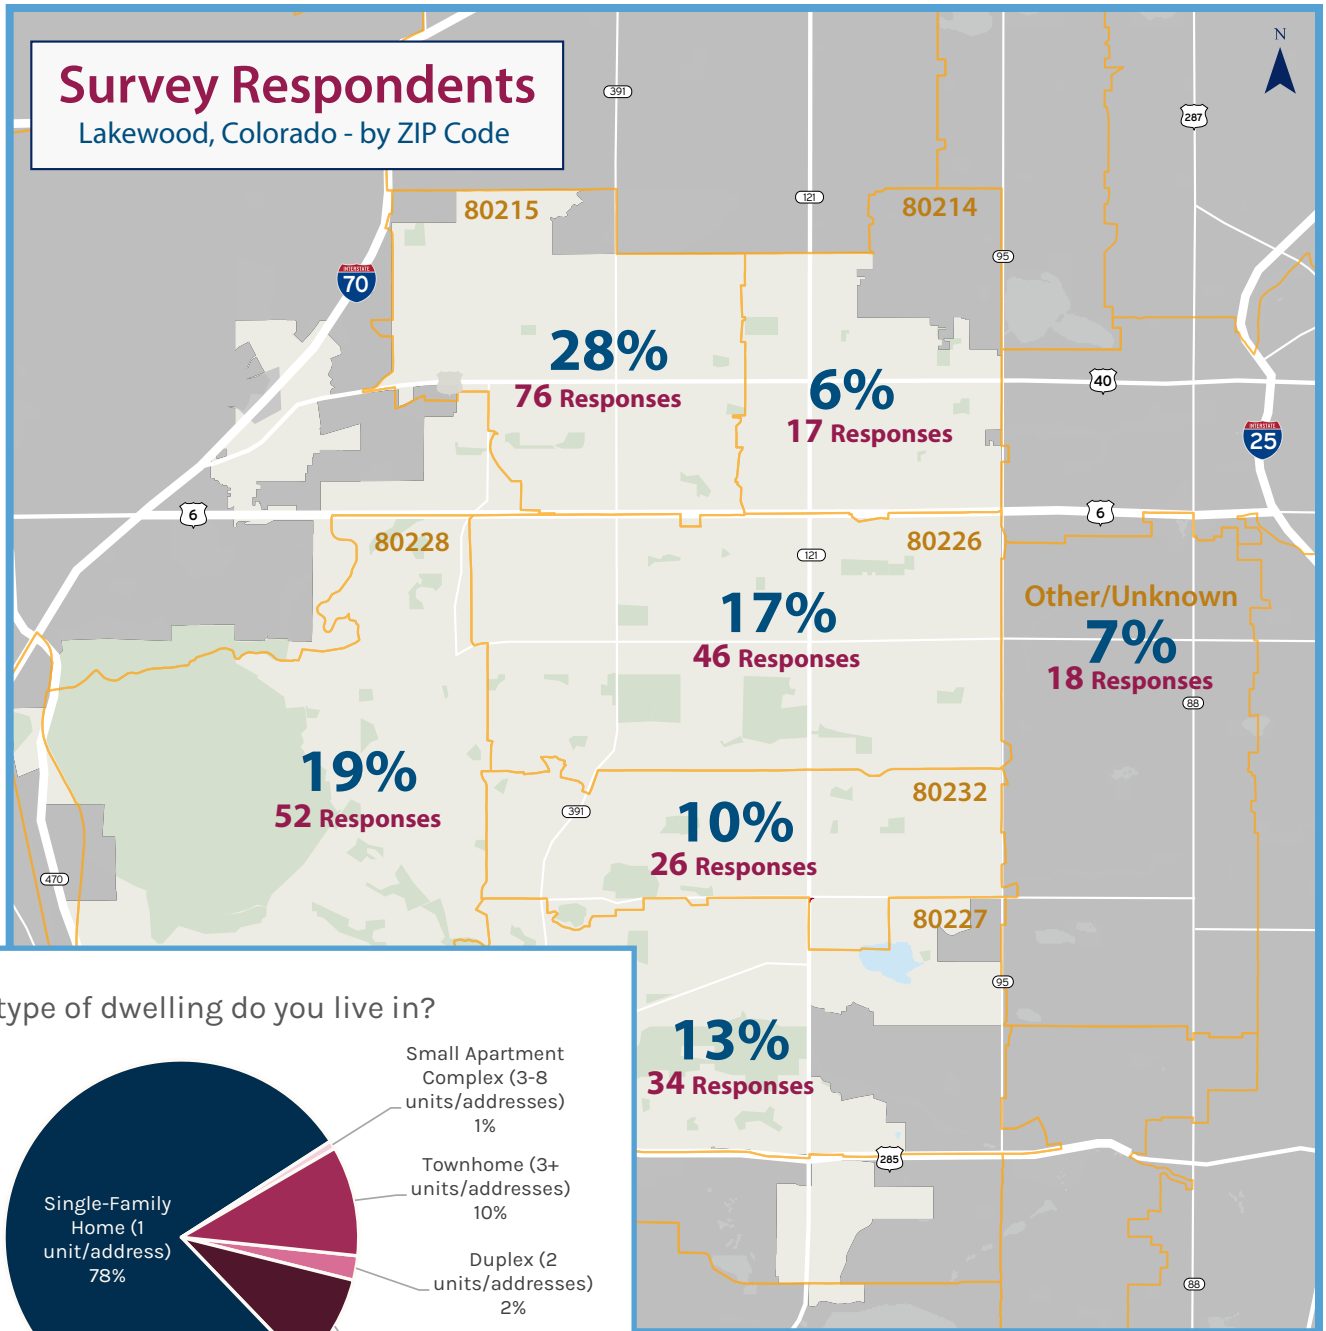 Survey Respondents
Lakewood, Colorado - by ZIP Code
N
391
287
121
80215
80214
95
INTERSTATE
70
28%
76 Responses
6%
17 Responses
40
INTERSTATE
25
6
6
80228
80226
121
Other/Unknown
7%
18 Responses
17%
46 Responses
88
19%
52 Responses
80232
391
10%
26 Responses
470
80227
95
13%
34 Responses
285
88
type of dwelling do you live in?
Small Apartment
Complex (3-8
units/addresses)
1%
Townhome (3+
units/addresses)
10%
Single-Family
Home (1
unit/address)
78%
Duplex (2
units/addresses)
2%